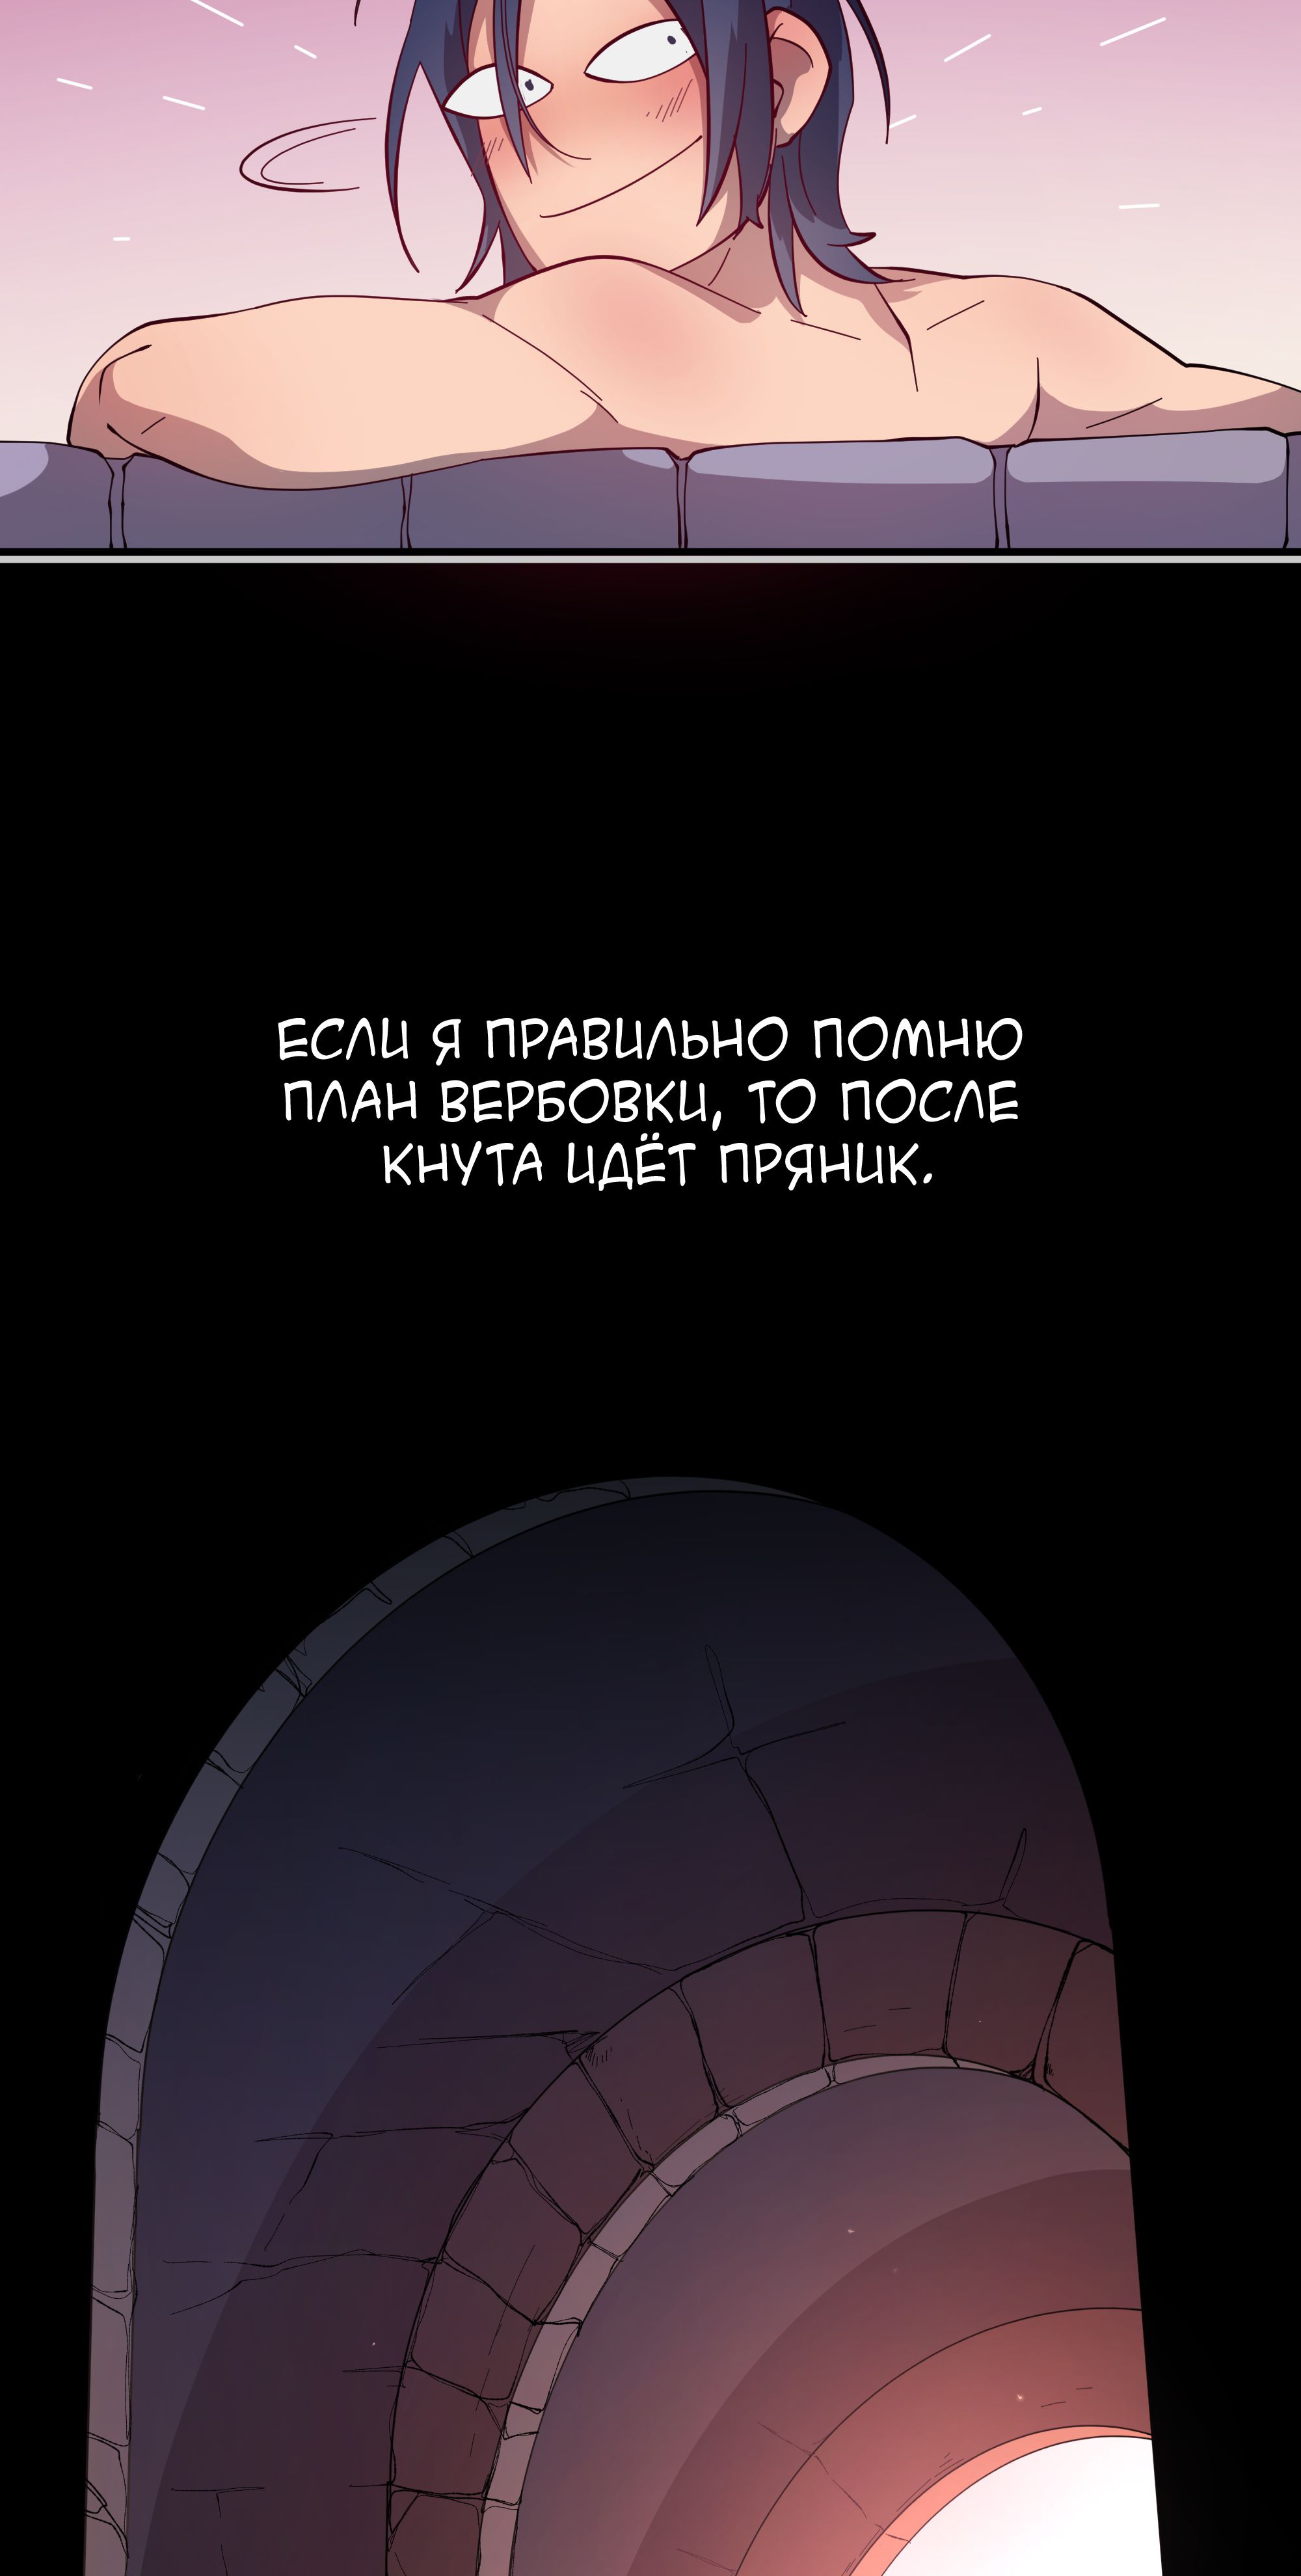 ЕСЛИ Я ПРАВИЛЬНО ПОМНЮ
ПЛАН ВЕРБОВКИ, ТО ПОСЛЕ
КНУТА ИДЁТ ПРЯНИК.